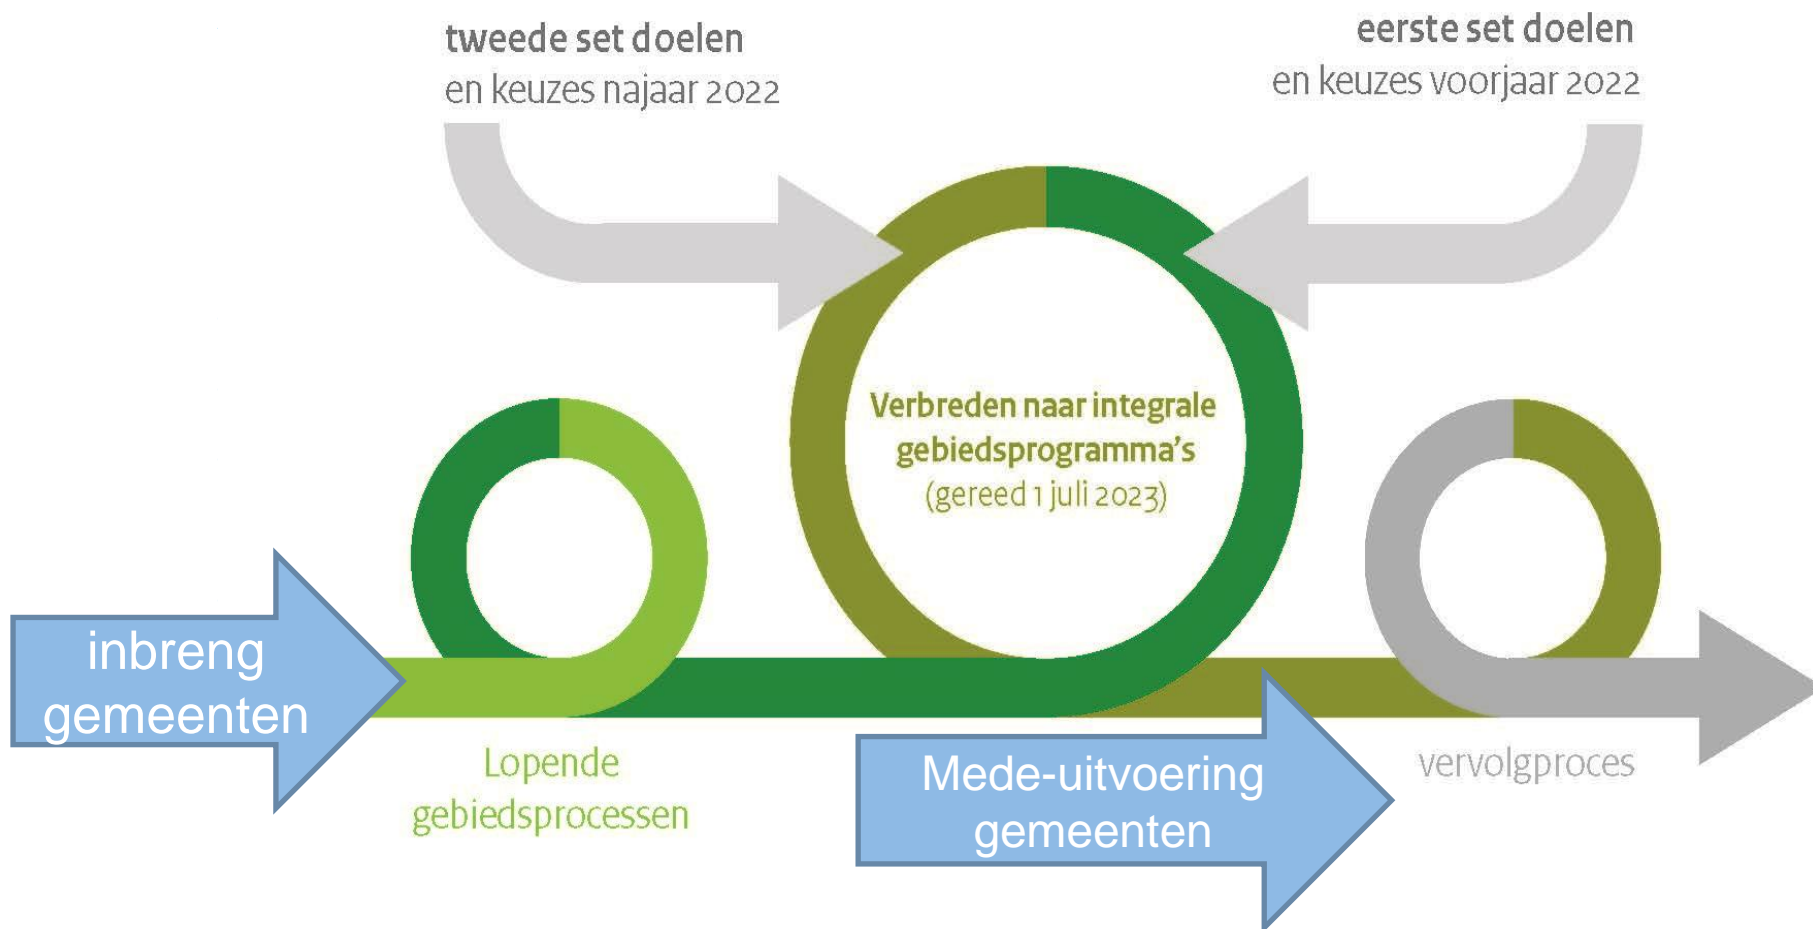 tweede set doelen
en keuzes najaar 2022
eerste set doelen
en keuzes voorjaar 2022
Verbreden naar integrale
gebiedsprogramma's
(gereed 1 juli 2023)
inbreng
gemeenten
Lopende
gebiedsprocessen
Mede-uitvoering
gemeenten
vervolgproces